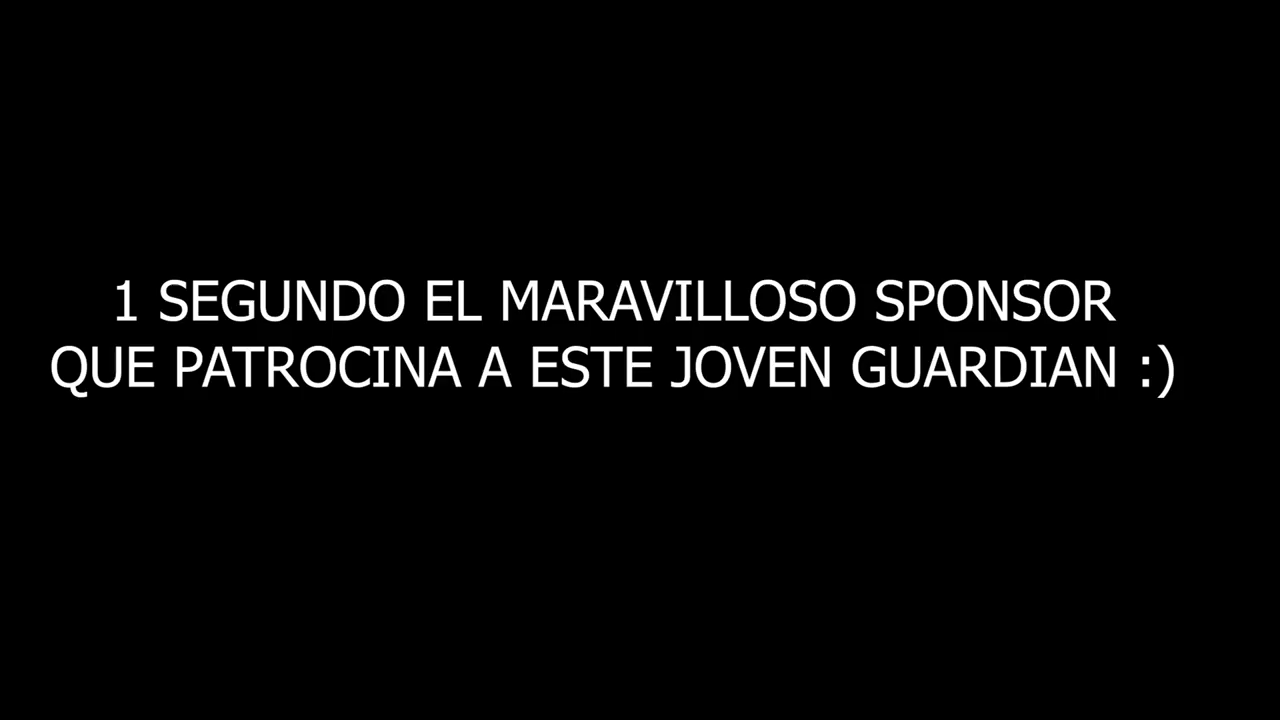 1 SEGUNDO EL MARAVILLOSO SPONSOR
QUE PATROCINA A ESTE JOVEN GUARDIAN :)